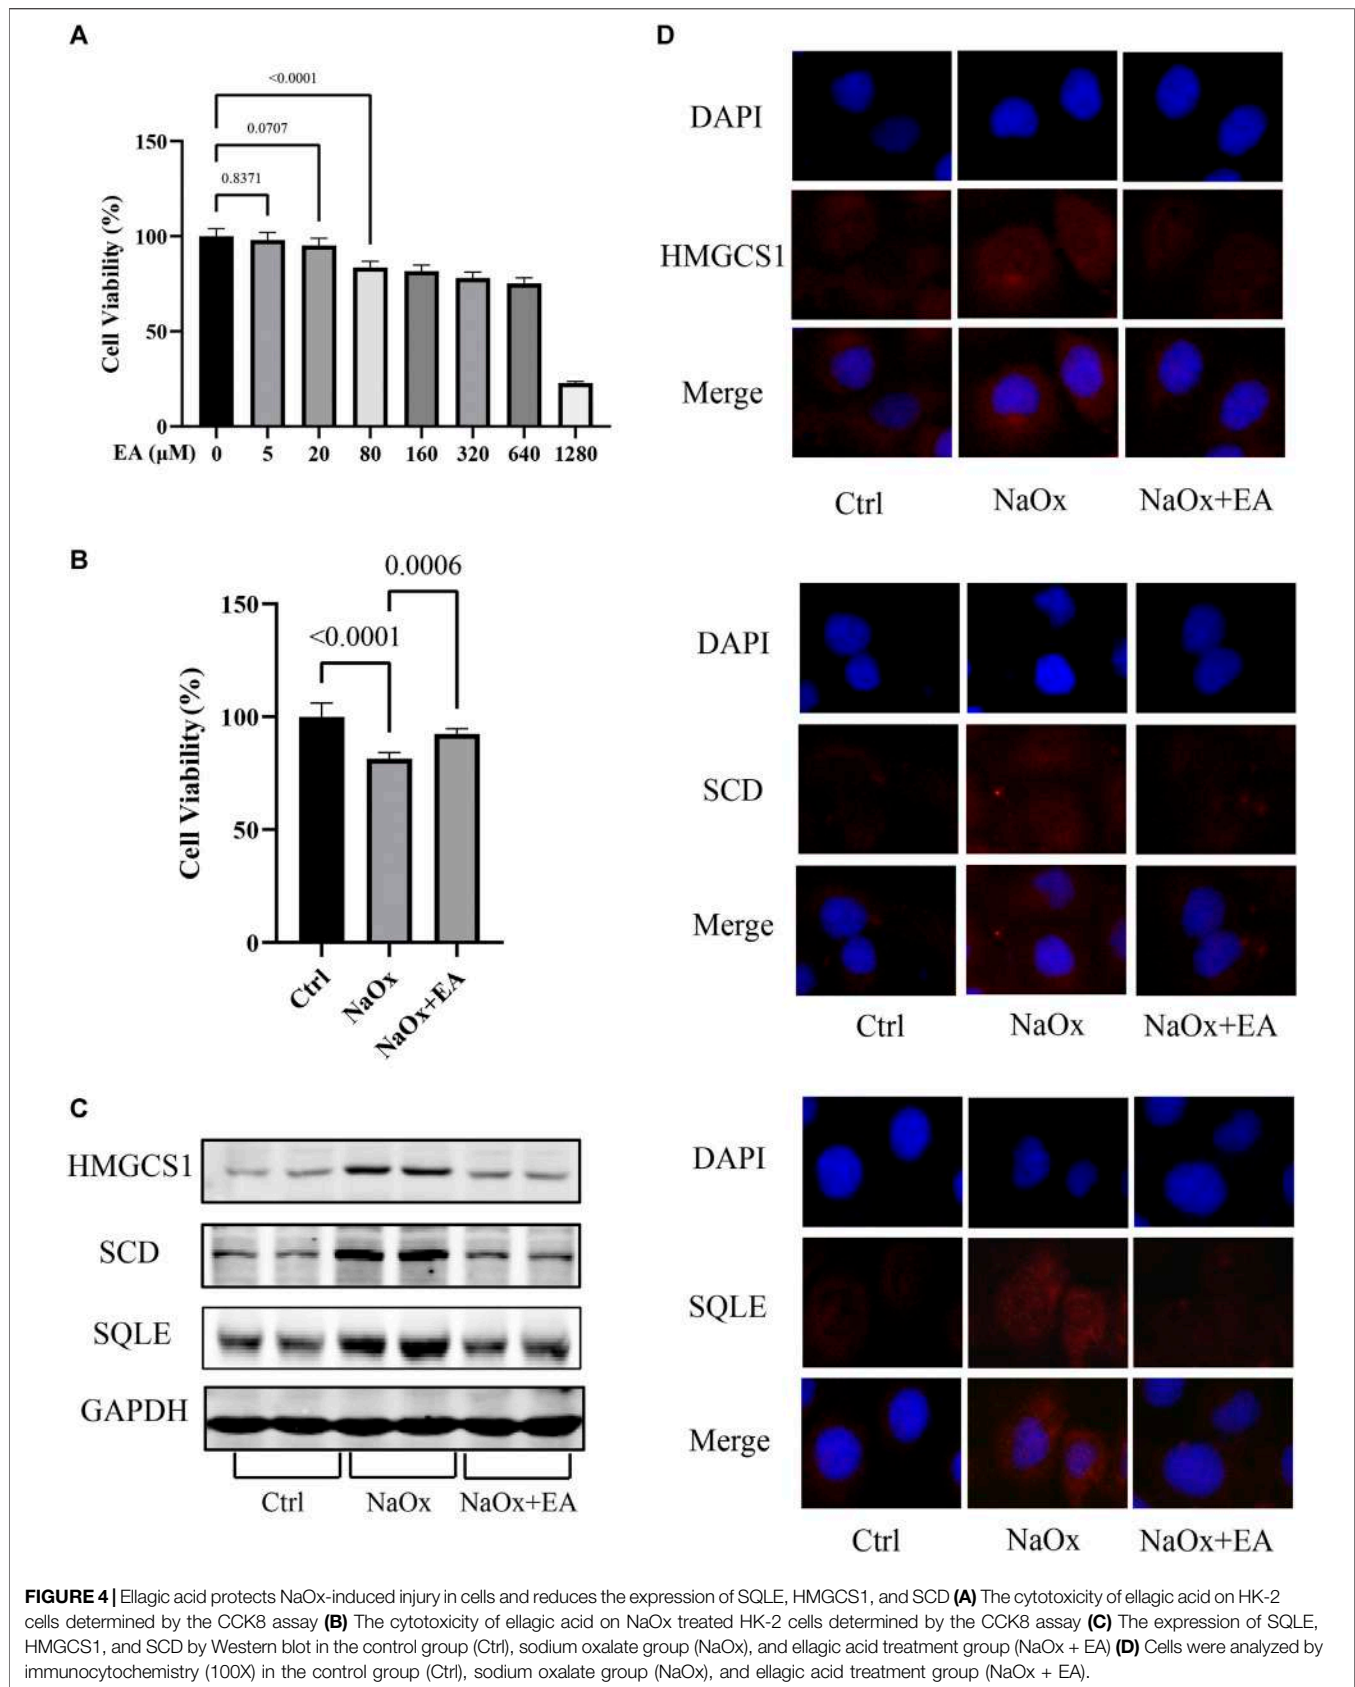 A
<0.0001
0.0707
0.8371
150
100
50
0
Cell Viability (%)
EA (μM) 0 5 20 80 160 320 640 1280
B
0.0006
<0.0001
150
100
50
0
Cell Viability (%)
Ctrl
NaOx
NaOx+EA
C
HMGCS1
SCD
SQLE
GAPDH
Ctrl NaOx NaOx+EA
D
DAPI
HMGCS1
Merge
Ctrl NaOx NaOx+EA
DAPI
SCD
Merge
Ctrl NaOx NaOx+EA
DAPI
SQLE
Merge
Ctrl NaOx NaOx+EA
FIGURE 4 | Ellagic acid protects NaOx-induced injury in cells and reduces the expression of SQLE, HMGCS1, and SCD (A) The cytotoxicity of ellagic acid on HK-2
cells determined by the CCK8 assay (B) The cytotoxicity of ellagic acid on NaOx treated HK-2 cells determined by the CCK8 assay (C) The expression of SQLE,
HMGCS1, and SCD by Western blot in the control group (Ctrl), sodium oxalate group (NaOx), and ellagic acid treatment group (NaOx + EA) (D) Cells were analyzed by
immunocytochemistry (100X) in the control group (Ctrl), sodium oxalate group (NaOx), and ellagic acid treatment group (NaOx + EA).